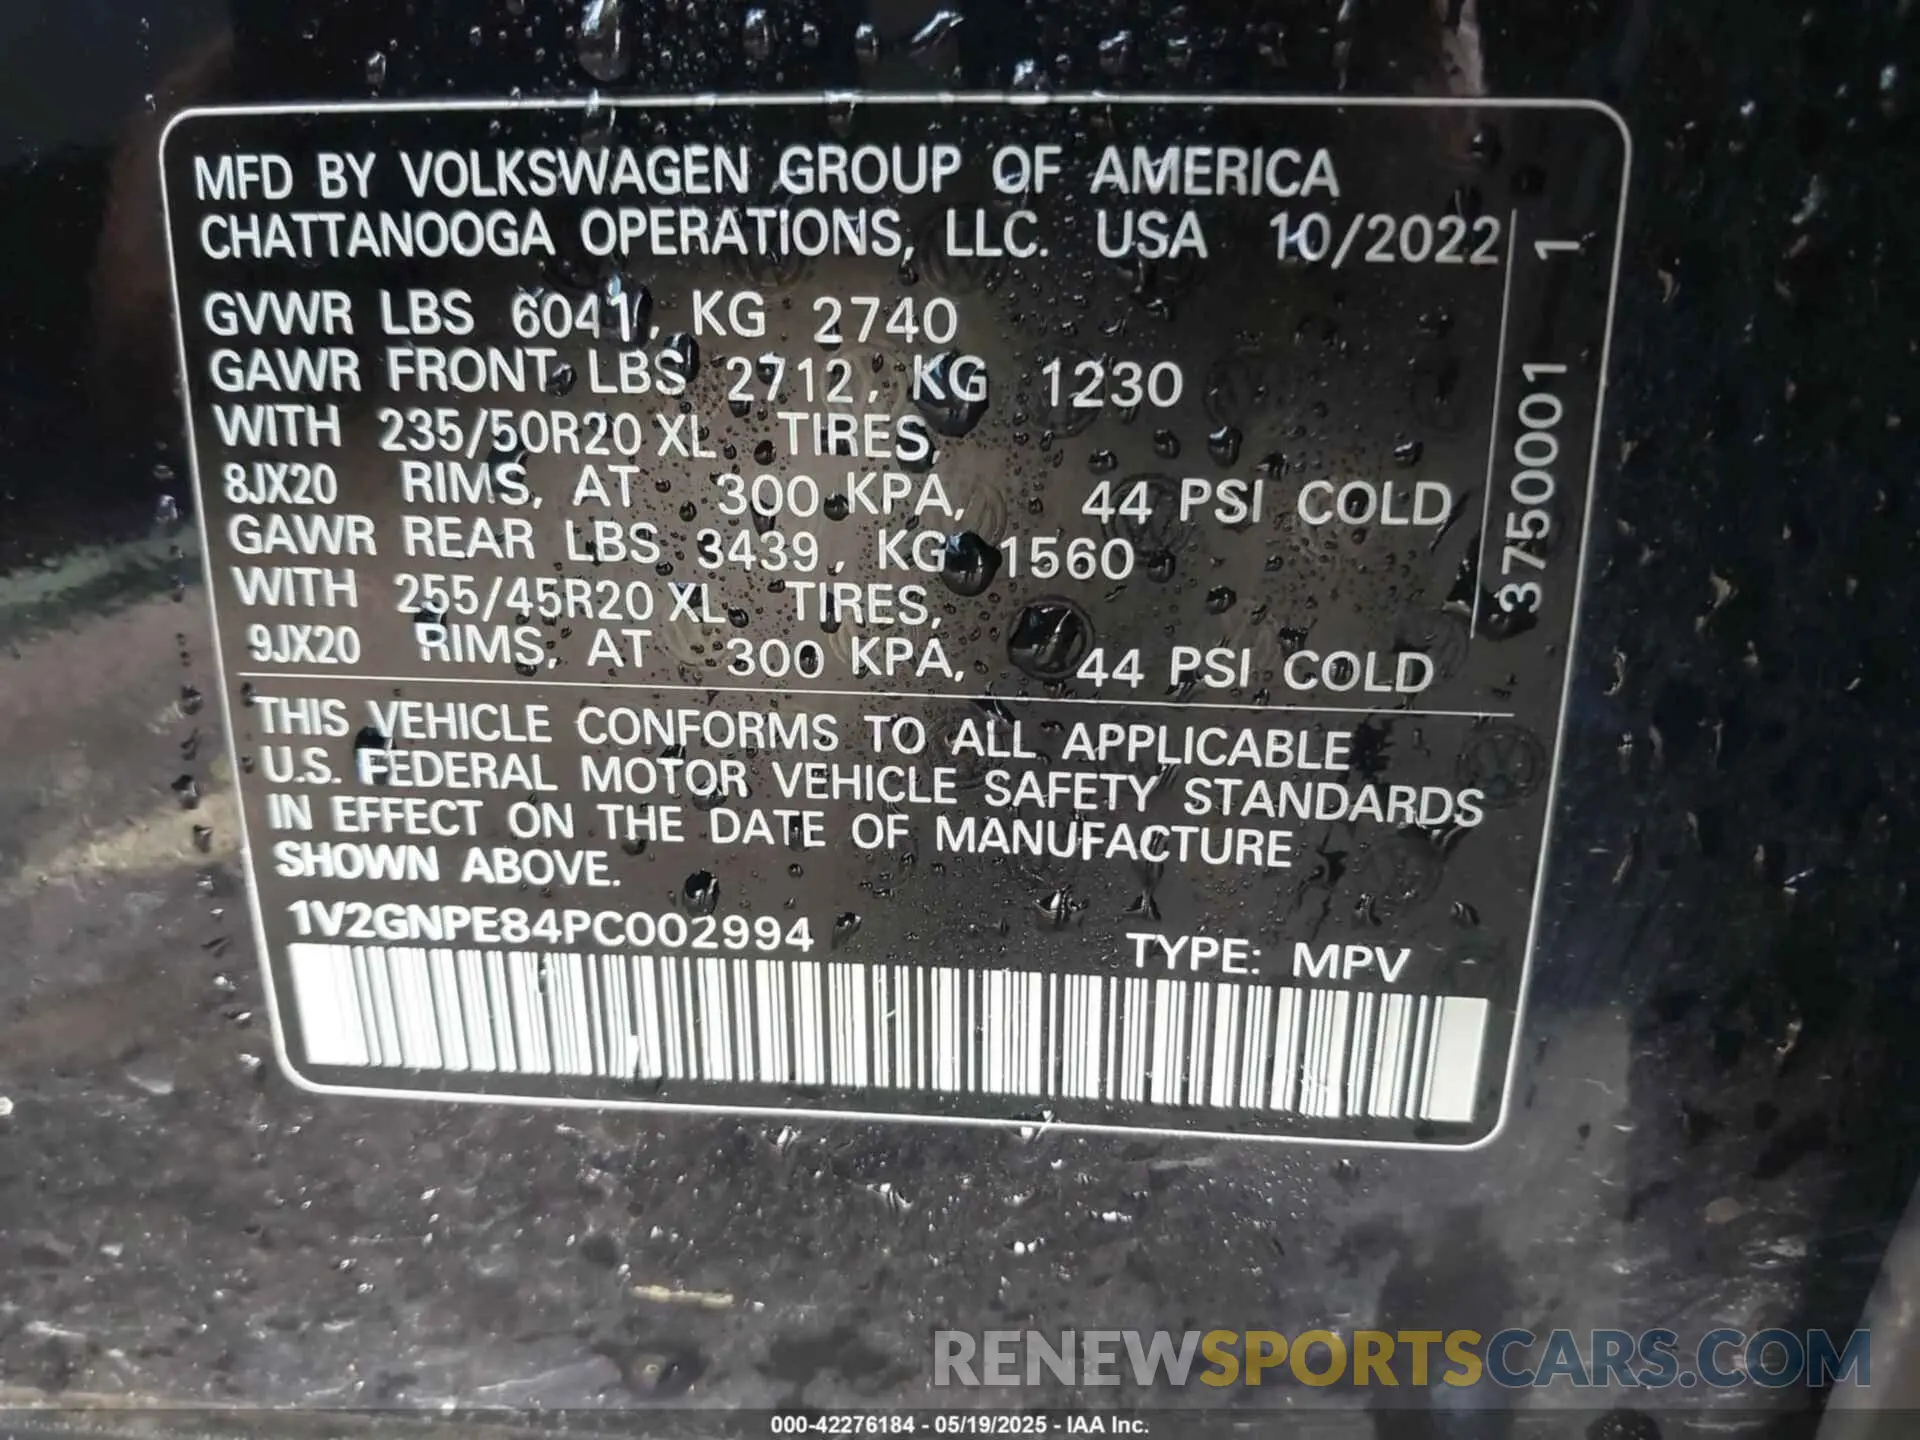 MFD BY VOLKSWAGEN GROUP OF AMERICA
CHATTANOOGA OPERATIONS, LLC. USA 10/2022
GVWR LBS 6041, KG 2740
GAWR FRONT LBS 2712, KG 1230
WITH 235/50R20 XL TIRES,
8JX20 RIMS, AT 300 KPA, 44 PSI COLD
GAWR REAR LBS 3439, KG 1560
WITH 255/45R20 XL TIRES,
9JX20 RIMS, AT 300 KPA, 44 PSI COLD
3750001 1
THIS VEHICLE CONFORMS TO ALL APPLICABLE
U.S. FEDERAL MOTOR VEHICLE SAFETY STANDARDS
IN EFFECT ON THE DATE OF MANUFACTURE
SHOWN ABOVE.
1V2GNPE84PC002994 TYPE: MPV
RENEWSPORTSCARS.COM
000-42276184 - 05/19/2025 - IAA Inc.